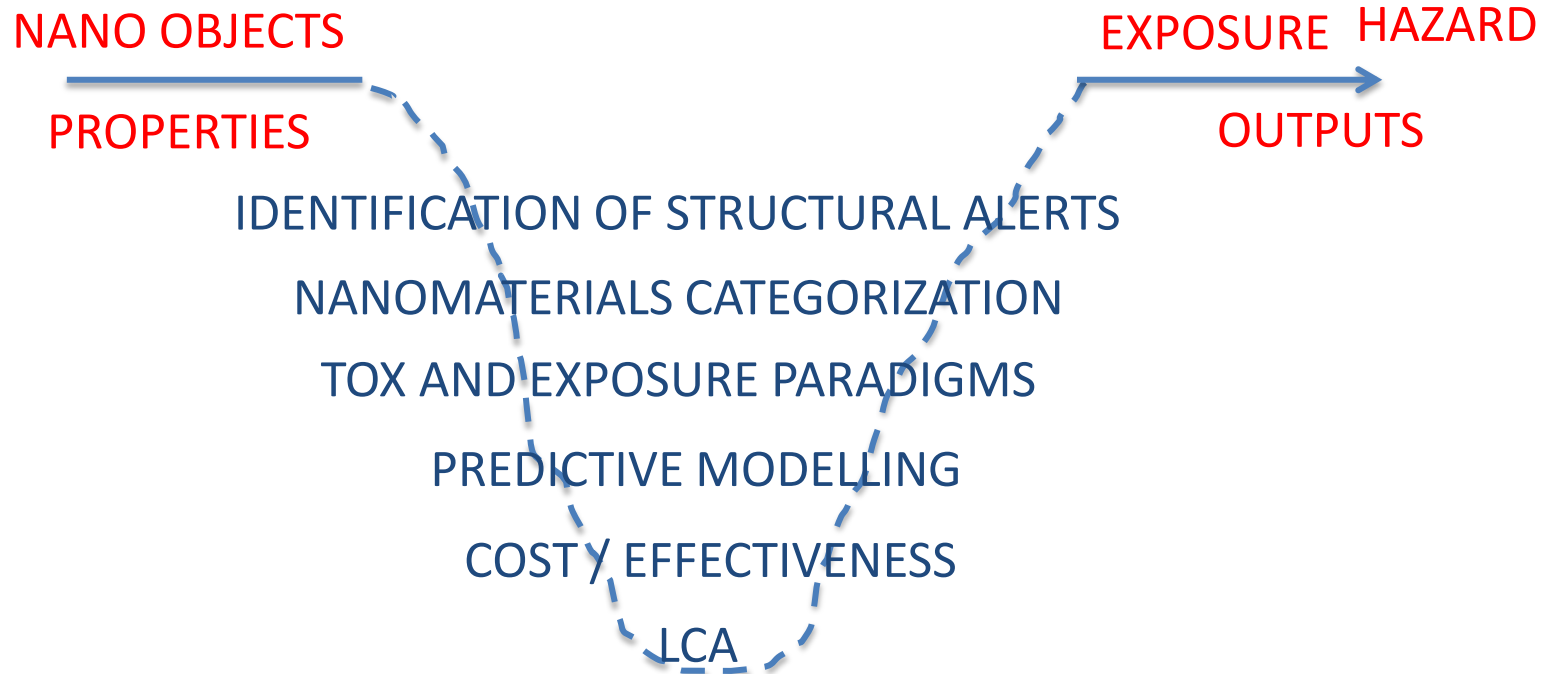 NANO OBJECTS
EXPOSURE HAZARD
PROPERTIES
OUTPUTS
IDENTIFICATION OF STRUCTURAL ALERTS
NANOMATERIALS CATEGORIZATION
TOX AND EXPOSURE PARADIGMS
PREDICTIVE MODELLING
COST / EFFECTIVENESS
LCA